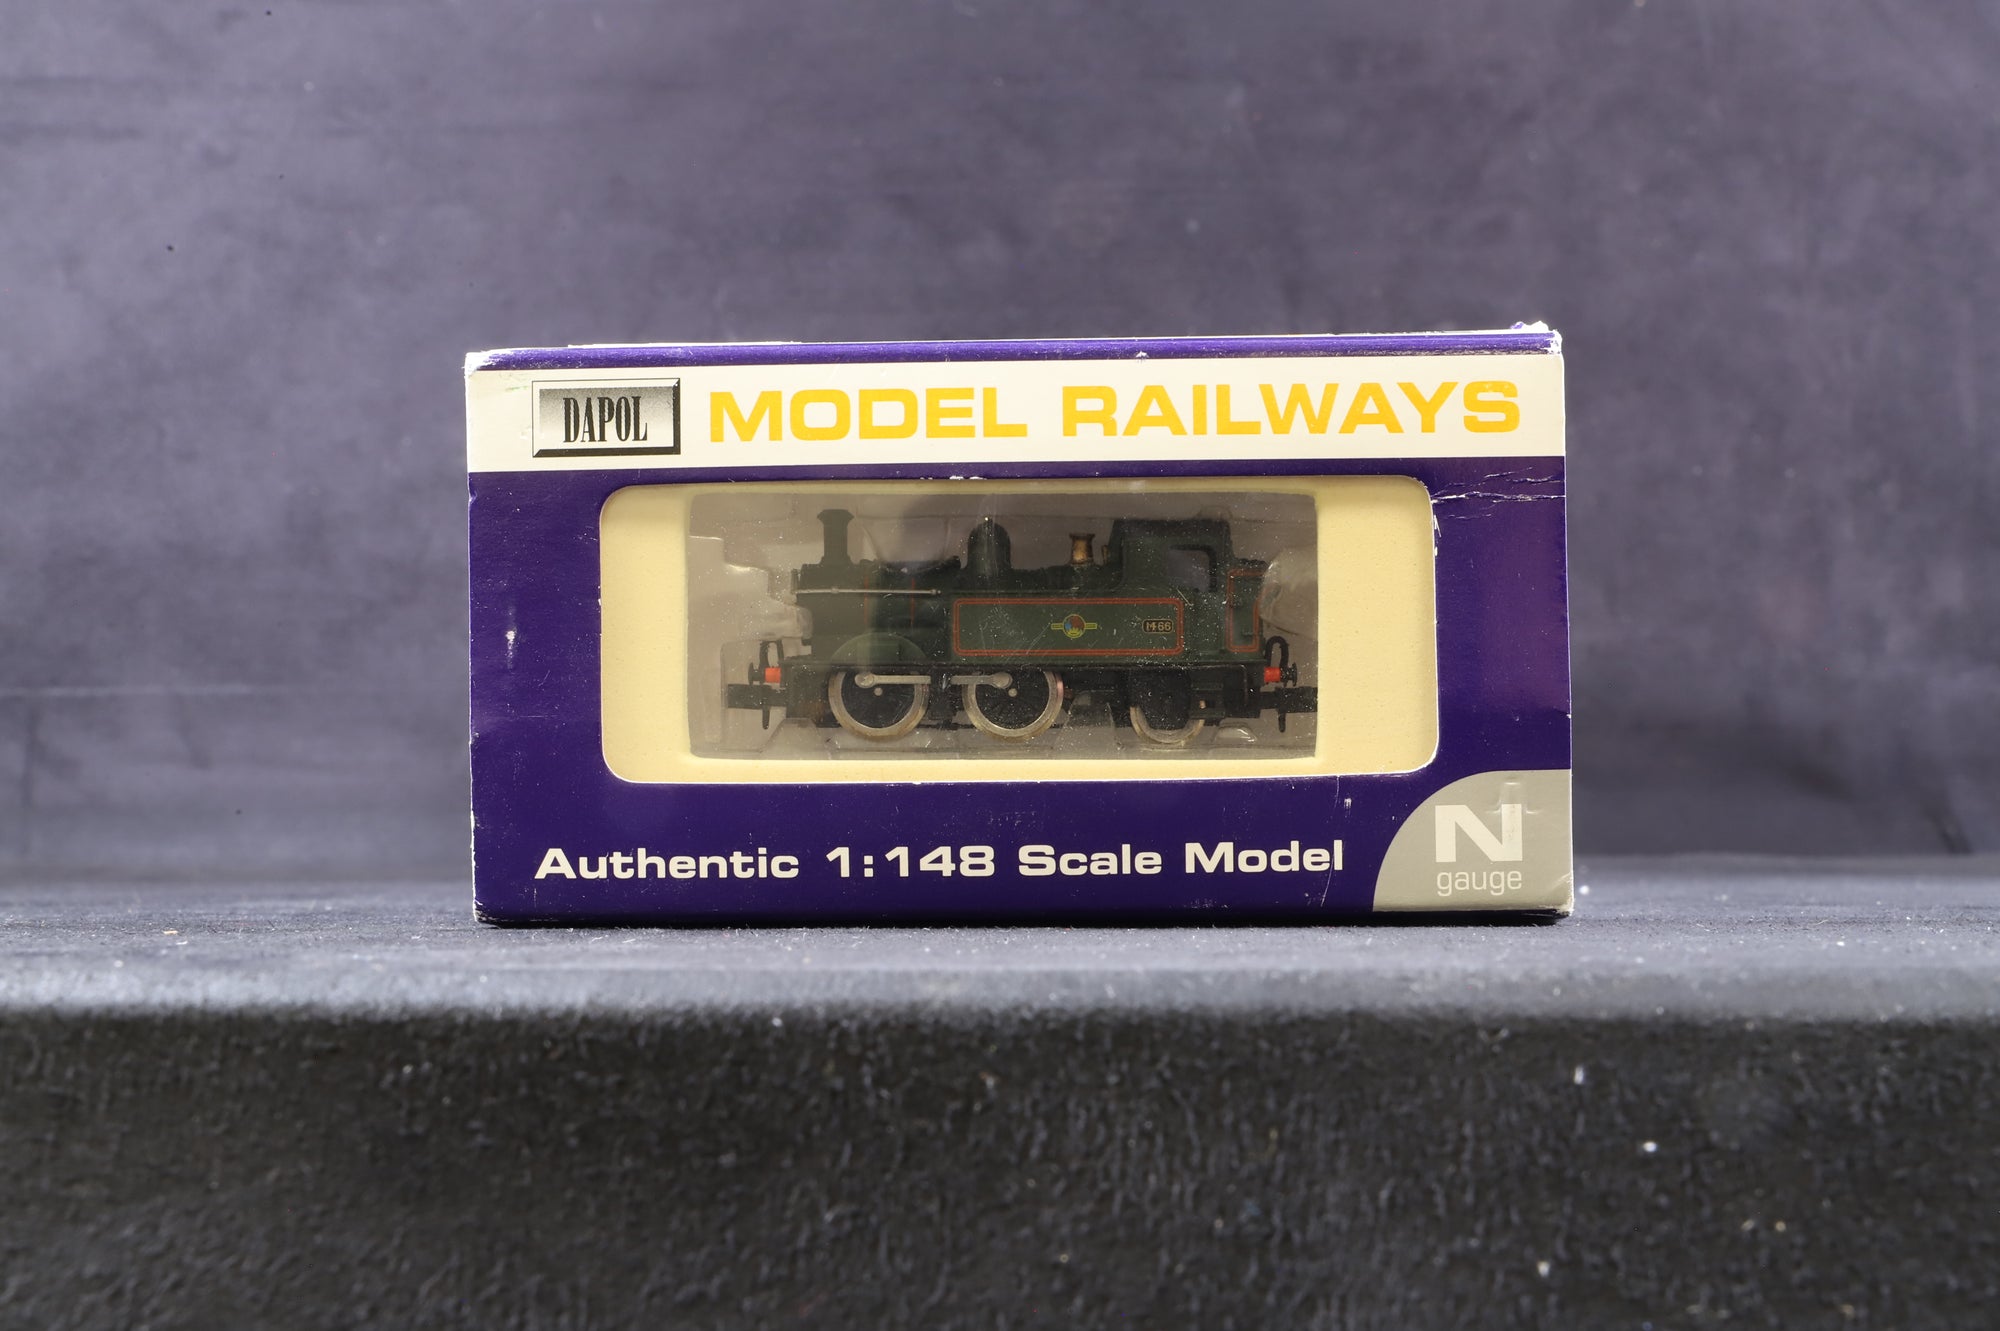 DAPOL MODEL RAILWAYS
1466
Authentic 1:148 Scale Model
N
gauge